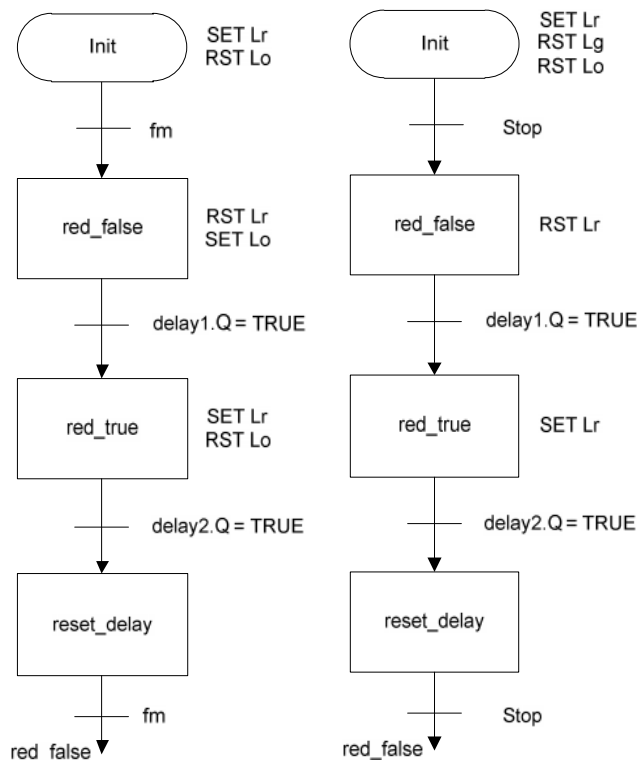 Init
SET Lr
RST Lo
fm
red_false
RST Lr
SET Lo
delay1.Q = TRUE
red_true
SET Lr
RST Lo
delay2.Q = TRUE
reset_delay
fm
red_false
Init
SET Lr
RST Lg
RST Lo
Stop
red_false
RST Lr
delay1.Q = TRUE
red_true
SET Lr
delay2.Q = TRUE
reset_delay
Stop
red_false